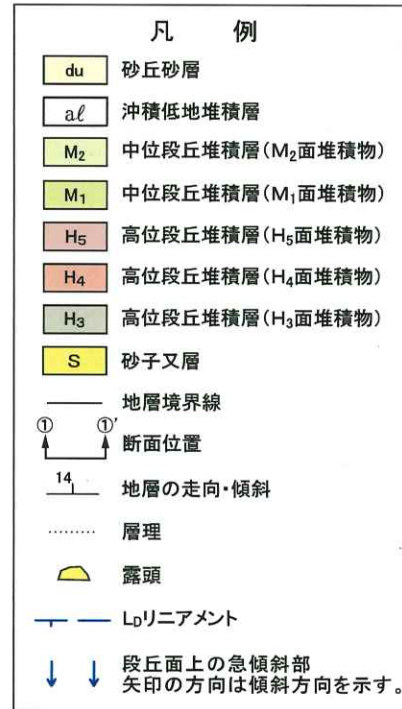 凡 例
du 砂丘砂層
aℓ 沖積低地堆積層
M₂ 中位段丘堆積層(M₂面堆積物)
M₁ 中位段丘堆積層(M₁面堆積物)
H₅ 高位段丘堆積層(H₅面堆積物)
H₄ 高位段丘堆積層(H₄面堆積物)
H₃ 高位段丘堆積層(H₃面堆積物)
S 砂子又層
地層境界線
① ①' 断面位置
14 地層の走向・傾斜
層理
露頭
LDリニアメント
段丘面上の急傾斜部
矢印の方向は傾斜方向を示す。